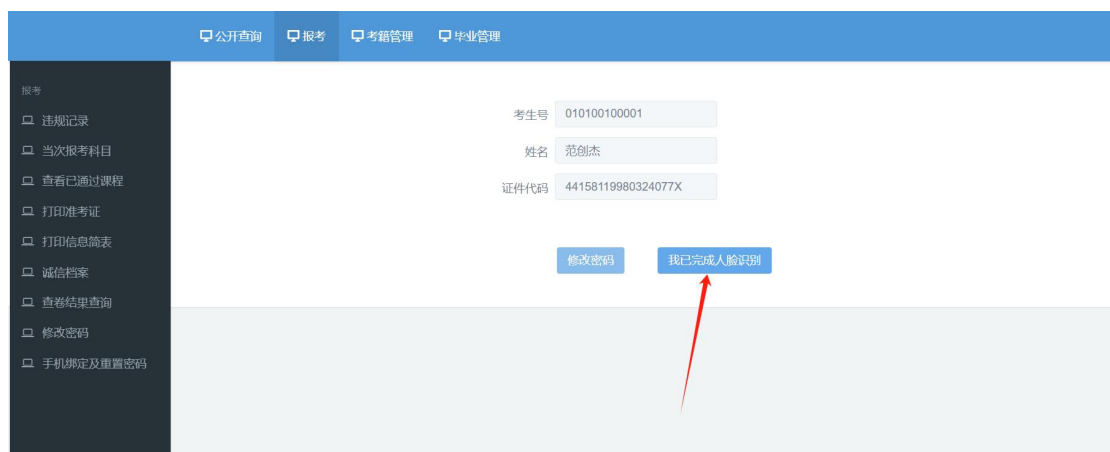 公开查询 报考 考籍管理 毕业管理
报考
违规记录
当次报考科目
查看已通过课程
打印准考证
打印信息简表
诚信档案
查卷结果查询
修改密码
手机绑定及重置密码
考生号 010100100001
姓名 范创杰
证件代码 44158119980324077X
修改密码 我已完成人脸识别